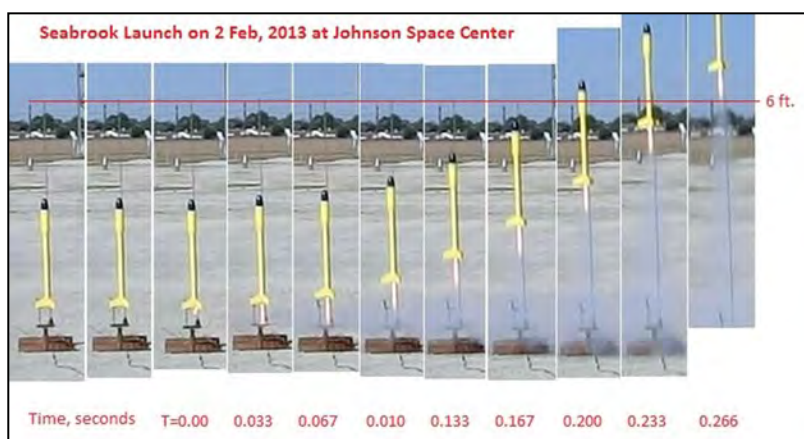 Seabrook Launch on 2 Feb, 2013 at Johnson Space Center
6 ft.
Time, seconds T=0.00 0.033 0.067 0.010 0.133 0.167 0.200 0.233 0.266